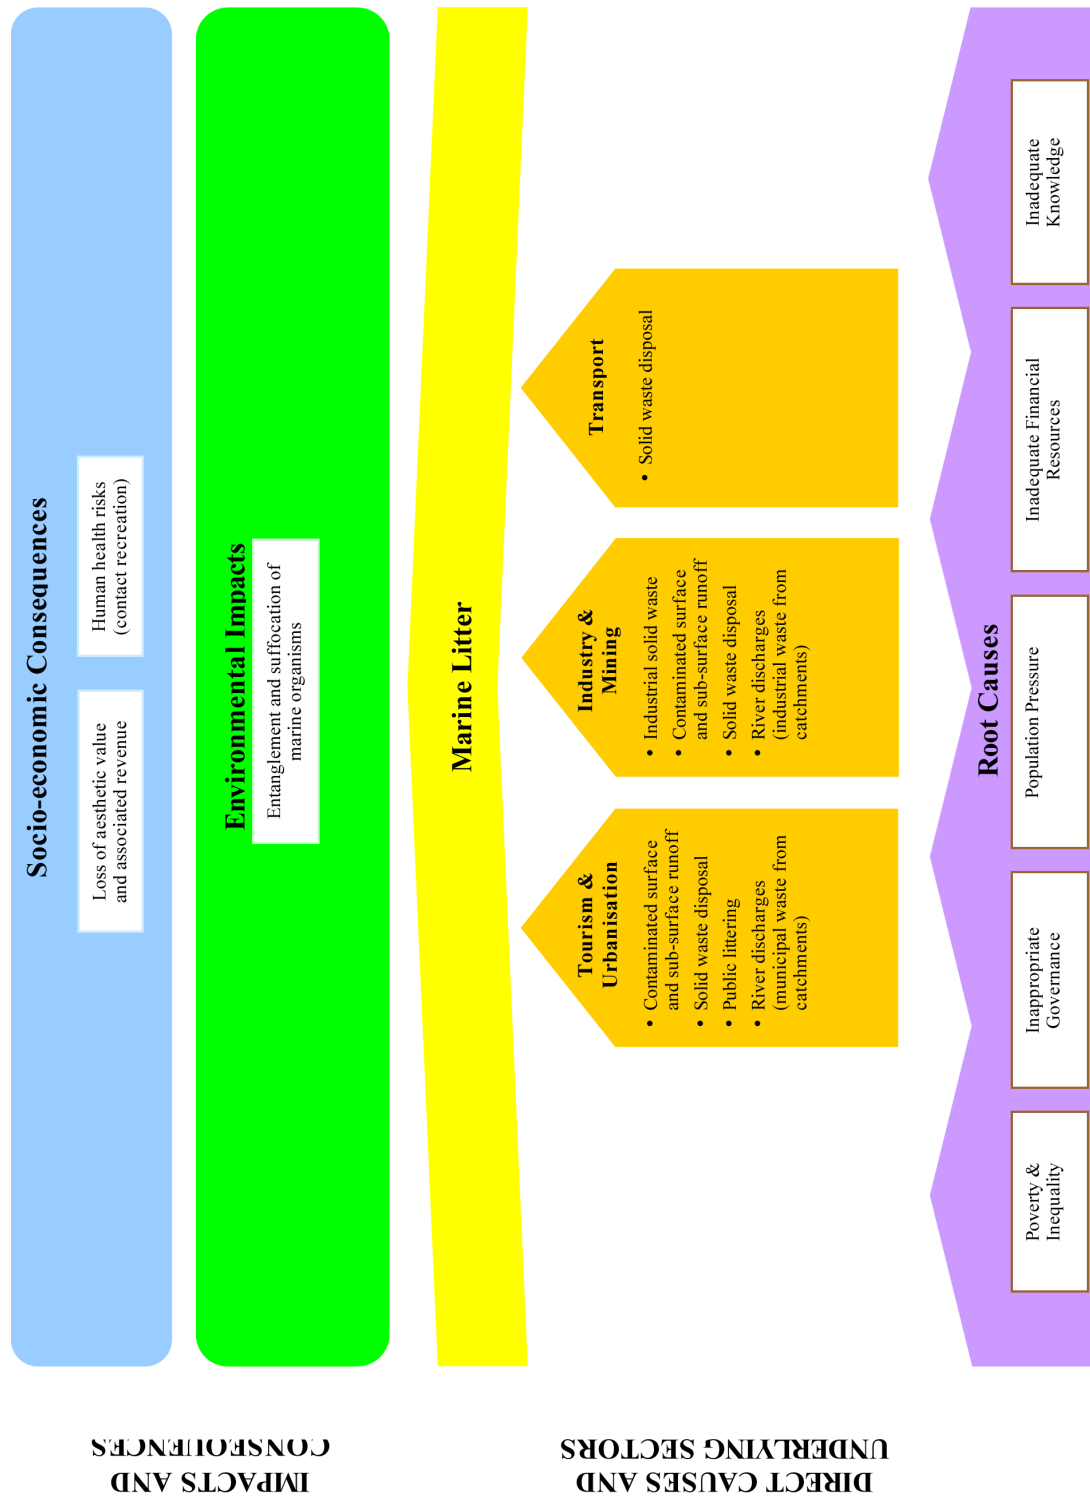 IMPACTS AND
CONSEQUENCES
Socio-economic Consequences
Loss of aesthetic value
and associated revenue
Human health risks
(contact recreation)
Environmental Impacts
Entanglement and suffocation of
marine organisms
Marine Litter
DIRECT CAUSES AND
UNDERLYING SECTORS
Tourism &
Urbanisation
• Contaminated surface
and sub-surface runoff
• Solid waste disposal
• Public littering
• River discharges
(municipal waste from
catchments)
Industry &
Mining
• Industrial solid waste
• Contaminated surface
and sub-surface runoff
• Solid waste disposal
• River discharges
(industrial waste from
catchments)
Transport
• Solid waste disposal
Root Causes
Poverty &
Inequality
Inappropriate
Governance
Population Pressure
Inadequate Financial
Resources
Inadequate
Knowledge